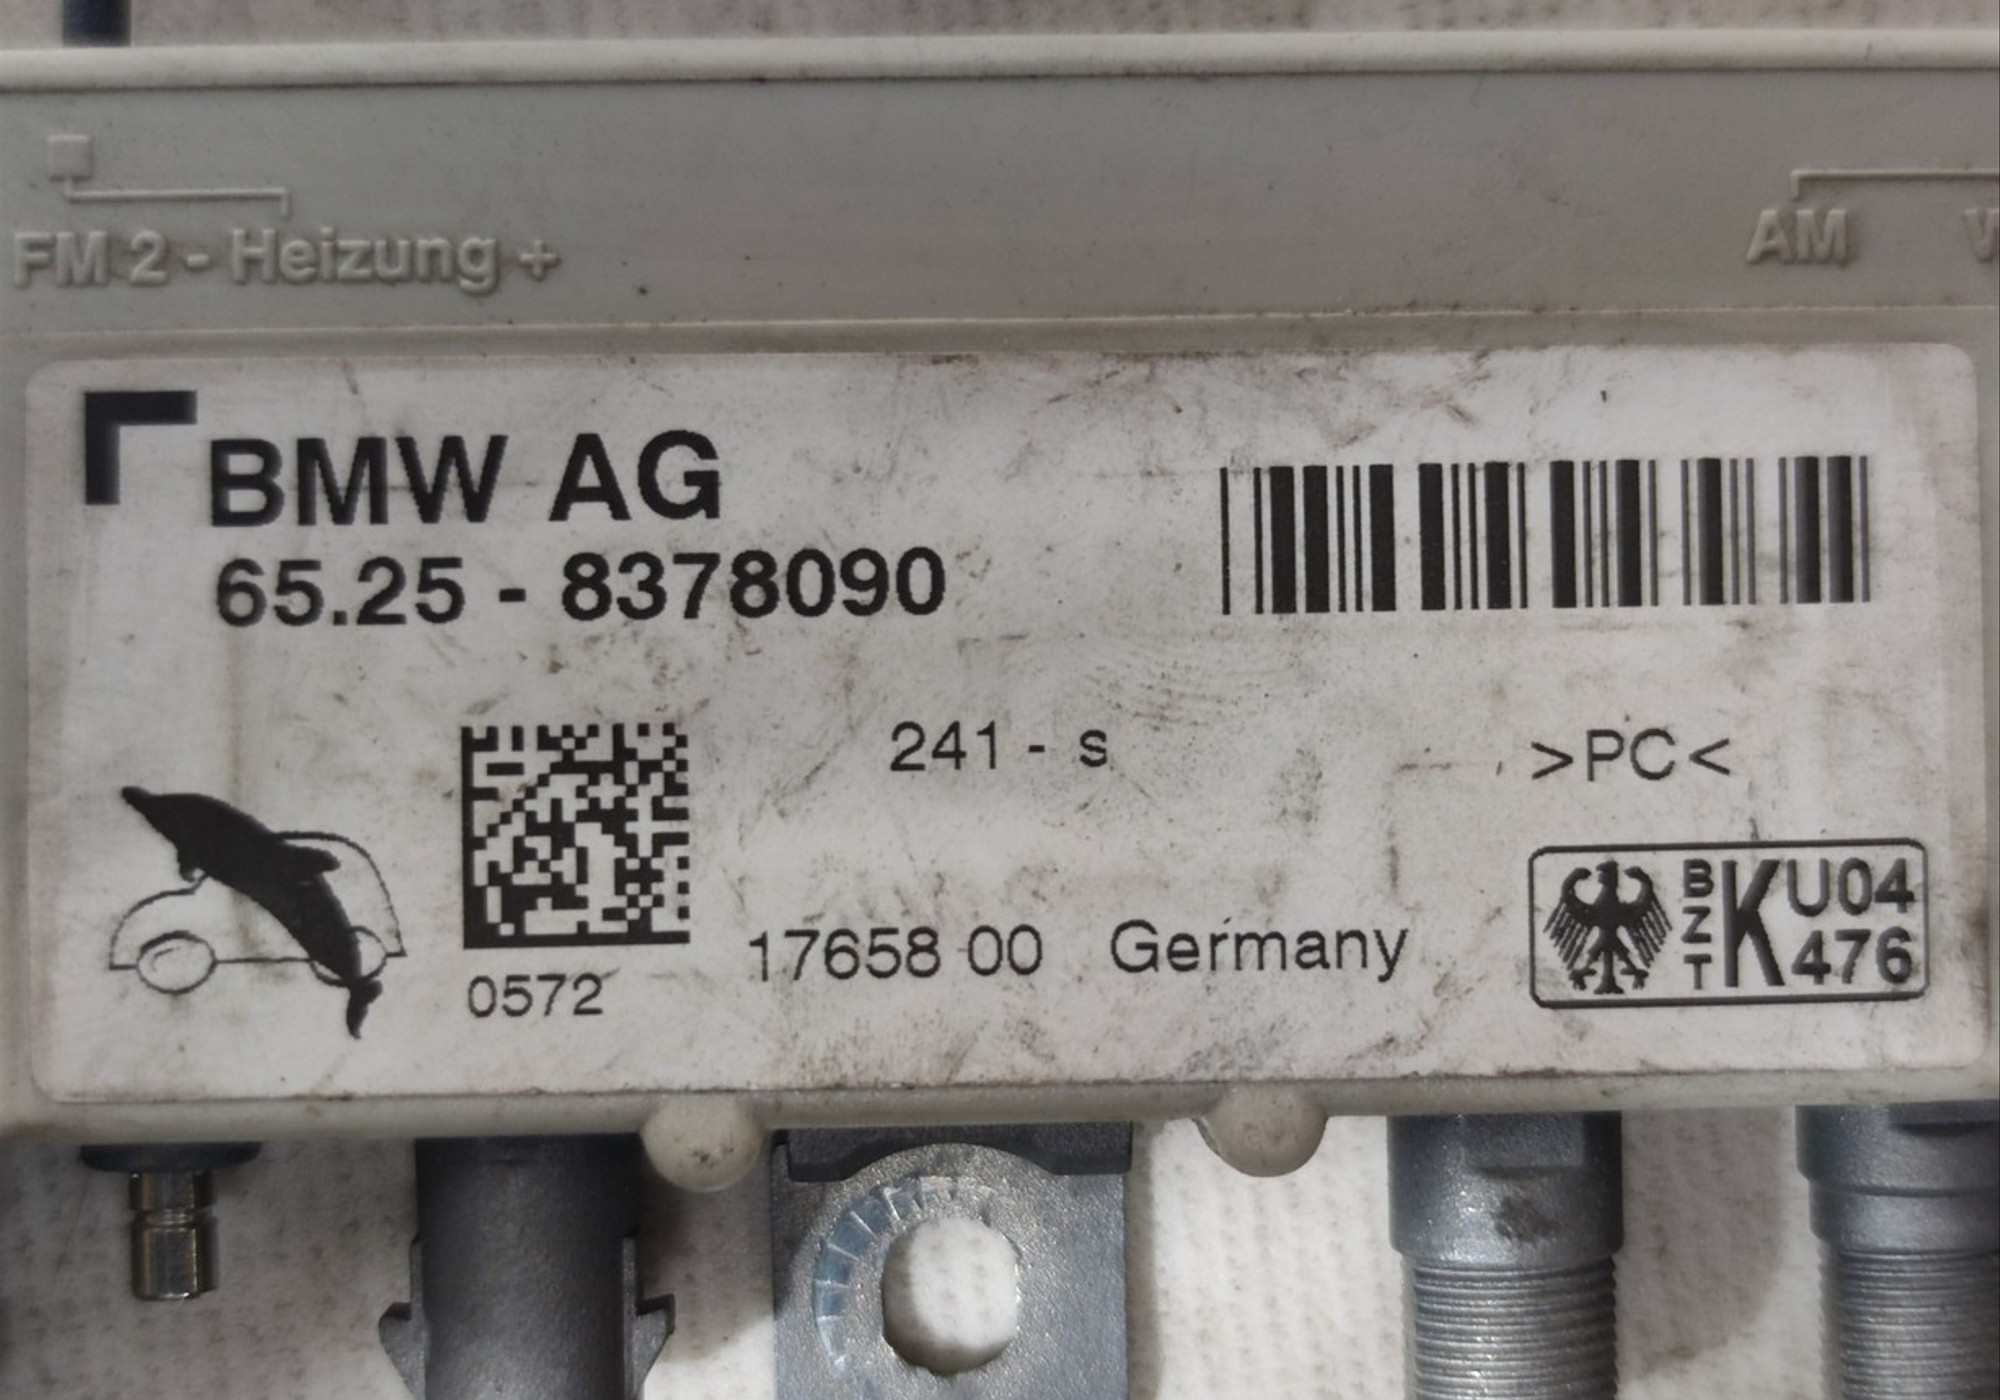 FM 2 - Heizung +
AM
BMW AG
65.25 - 8378090
241 - s
>PC<
BZT K U04 476
17658 00 Germany
0572